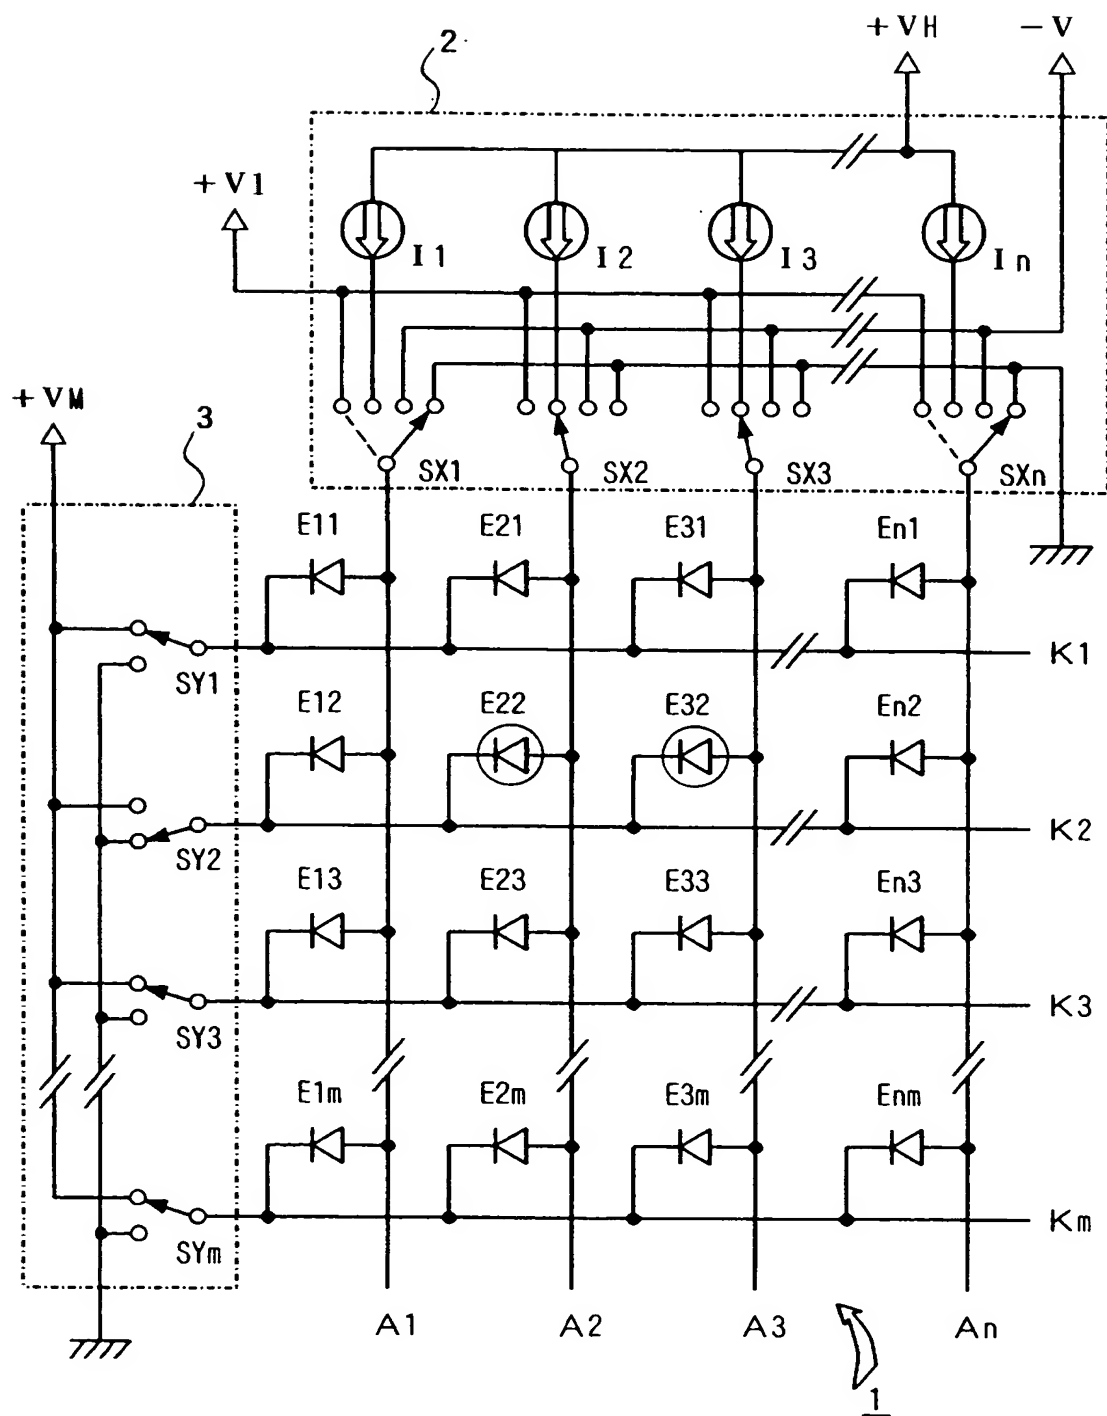 2
+VH
-V
+V1
I1
I2
I3
In
+VM
3
SX1
SX2
SX3
SXn
E11
E21
E31
En1
SY1
K1
E12
E22
E32
En2
SY2
K2
E13
E23
E33
En3
SY3
K3
E1m
E2m
E3m
Enm
SYm
Km
A1
A2
A3
An
1